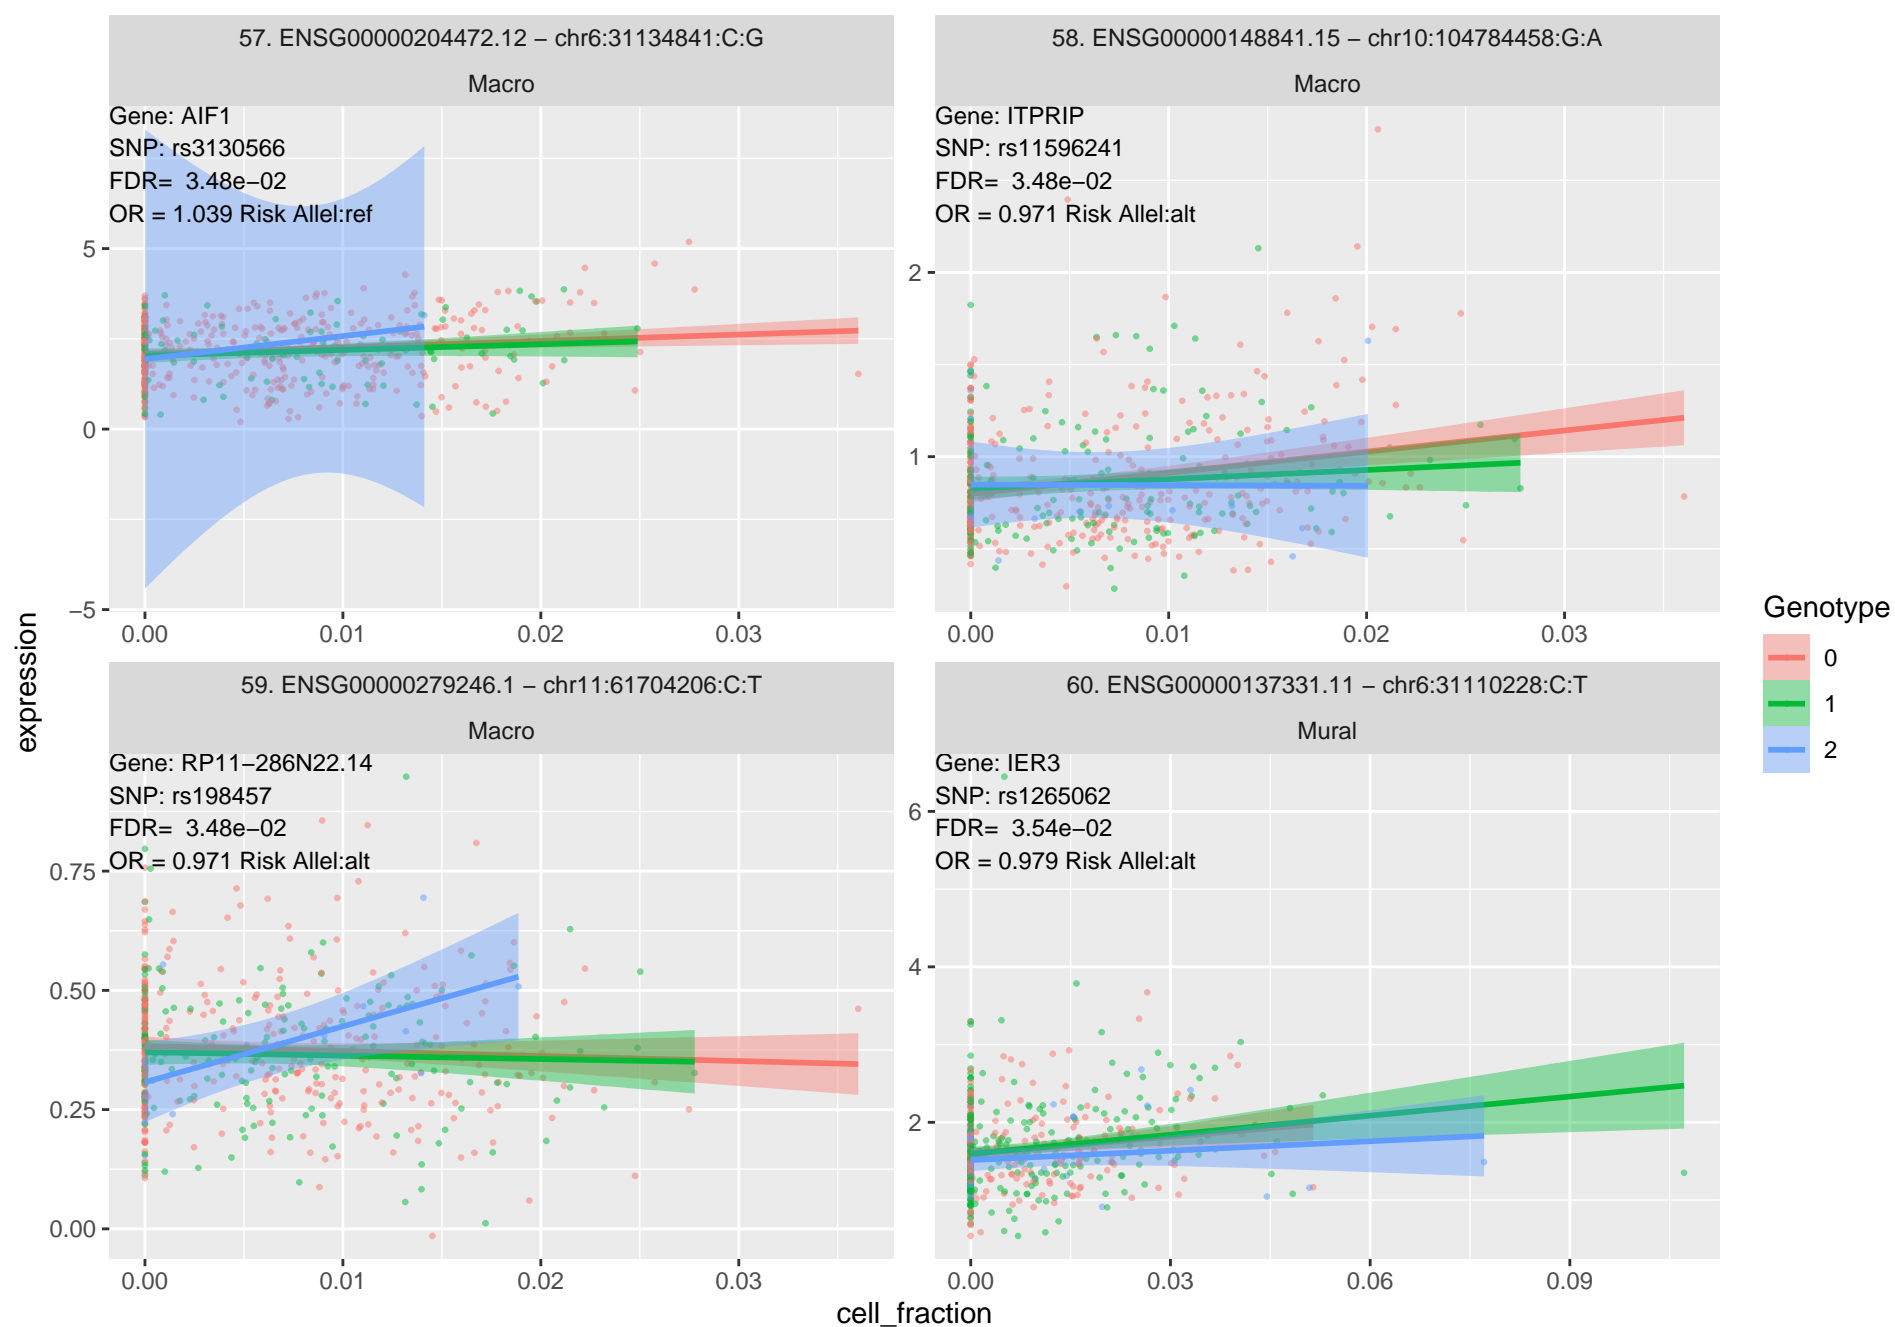 57. ENSG00000204472.12 − chr6:31134841:C:G
Macro
Gene: AIF1
SNP: rs3130566
FDR= 3.48e−02
OR = 1.039 Risk Allel:ref
5
0
−5
0.00 0.01 0.02 0.03
58. ENSG00000148841.15 − chr10:104784458:G:A
Macro
Gene: ITPRIP
SNP: rs11596241
FDR= 3.48e−02
OR = 0.971 Risk Allel:alt
2
1
0.00 0.01 0.02 0.03
59. ENSG00000279246.1 − chr11:61704206:C:T
Macro
Gene: RP11−286N22.14
SNP: rs198457
FDR= 3.48e−02
OR = 0.971 Risk Allel:alt
0.75
0.50
0.25
0.00
0.00 0.01 0.02 0.03
60. ENSG00000137331.11 − chr6:31110228:C:T
Mural
Gene: IER3
SNP: rs1265062
FDR= 3.54e−02
OR = 0.979 Risk Allel:alt
6
4
2
0.00 0.03 0.06 0.09
expression
cell_fraction
Genotype
0
1
2